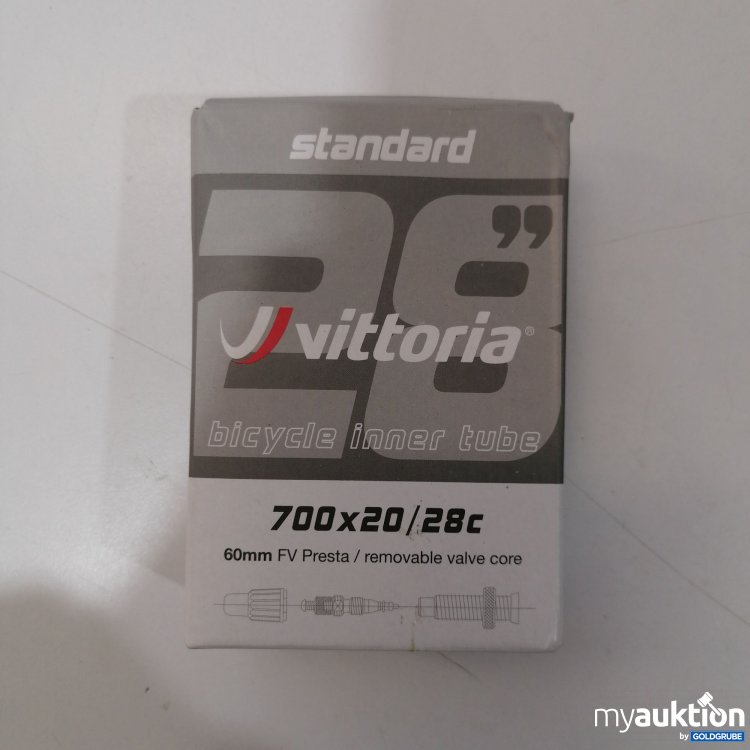 standard
28”
vittoria®
bicycle inner tube
700x20/28c
60mm FV Presta / removable valve core
myauktion
by GOLDGRUBE